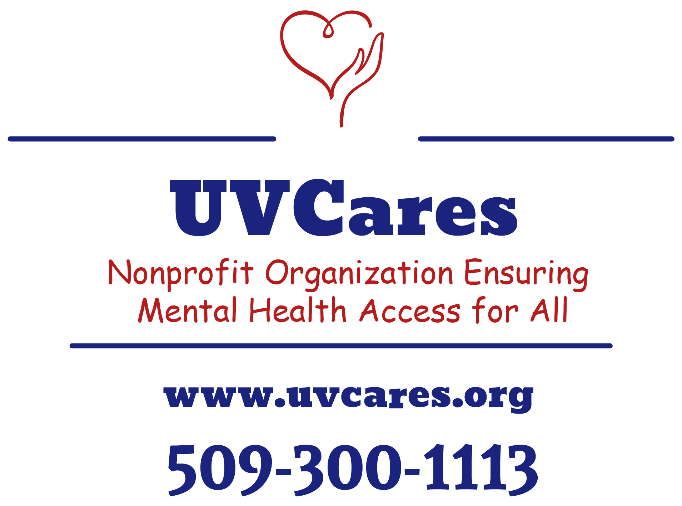 UVCares
Nonprofit Organization Ensuring
Mental Health Access for All
www.uvcares.org
509-300-1113